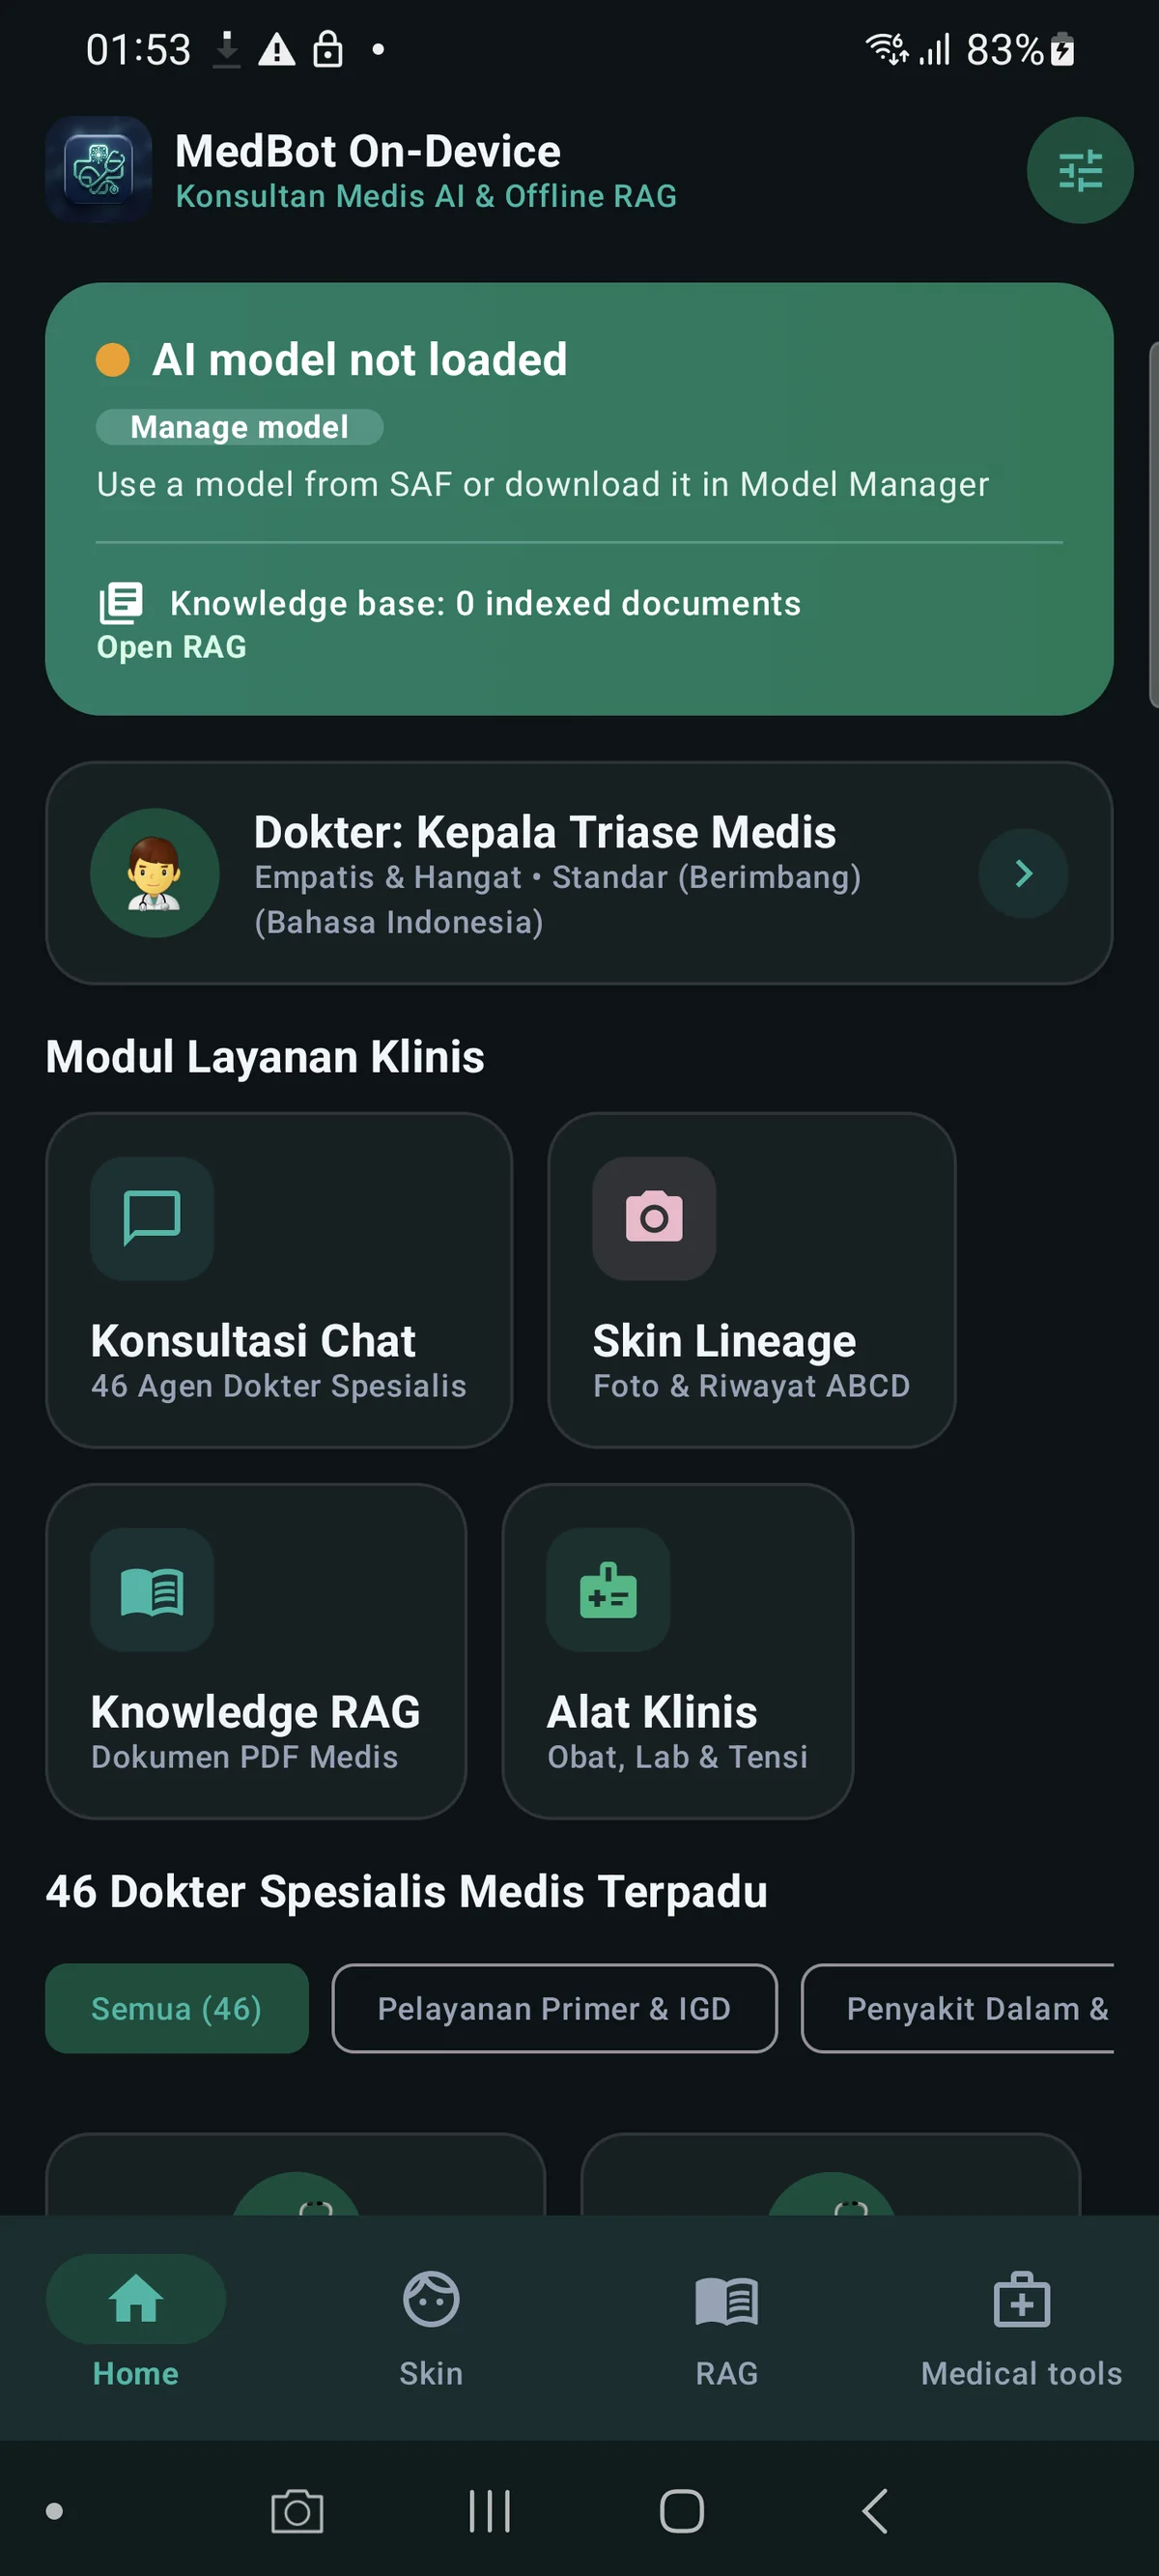 01:53
83%
MedBot On-Device
Konsultan Medis AI & Offline RAG
AI model not loaded
Manage model
Use a model from SAF or download it in Model Manager
Knowledge base: 0 indexed documents
Open RAG
Dokter: Kepala Triase Medis
Empatis & Hangat • Standar (Berimbang)
(Bahasa Indonesia)
Modul Layanan Klinis
Konsultasi Chat
46 Agen Dokter Spesialis
Skin Lineage
Foto & Riwayat ABCD
Knowledge RAG
Dokumen PDF Medis
Alat Klinis
Obat, Lab & Tensi
46 Dokter Spesialis Medis Terpadu
Semua (46)
Pelayanan Primer & IGD
Penyakit Dalam &
Home
Skin
RAG
Medical tools